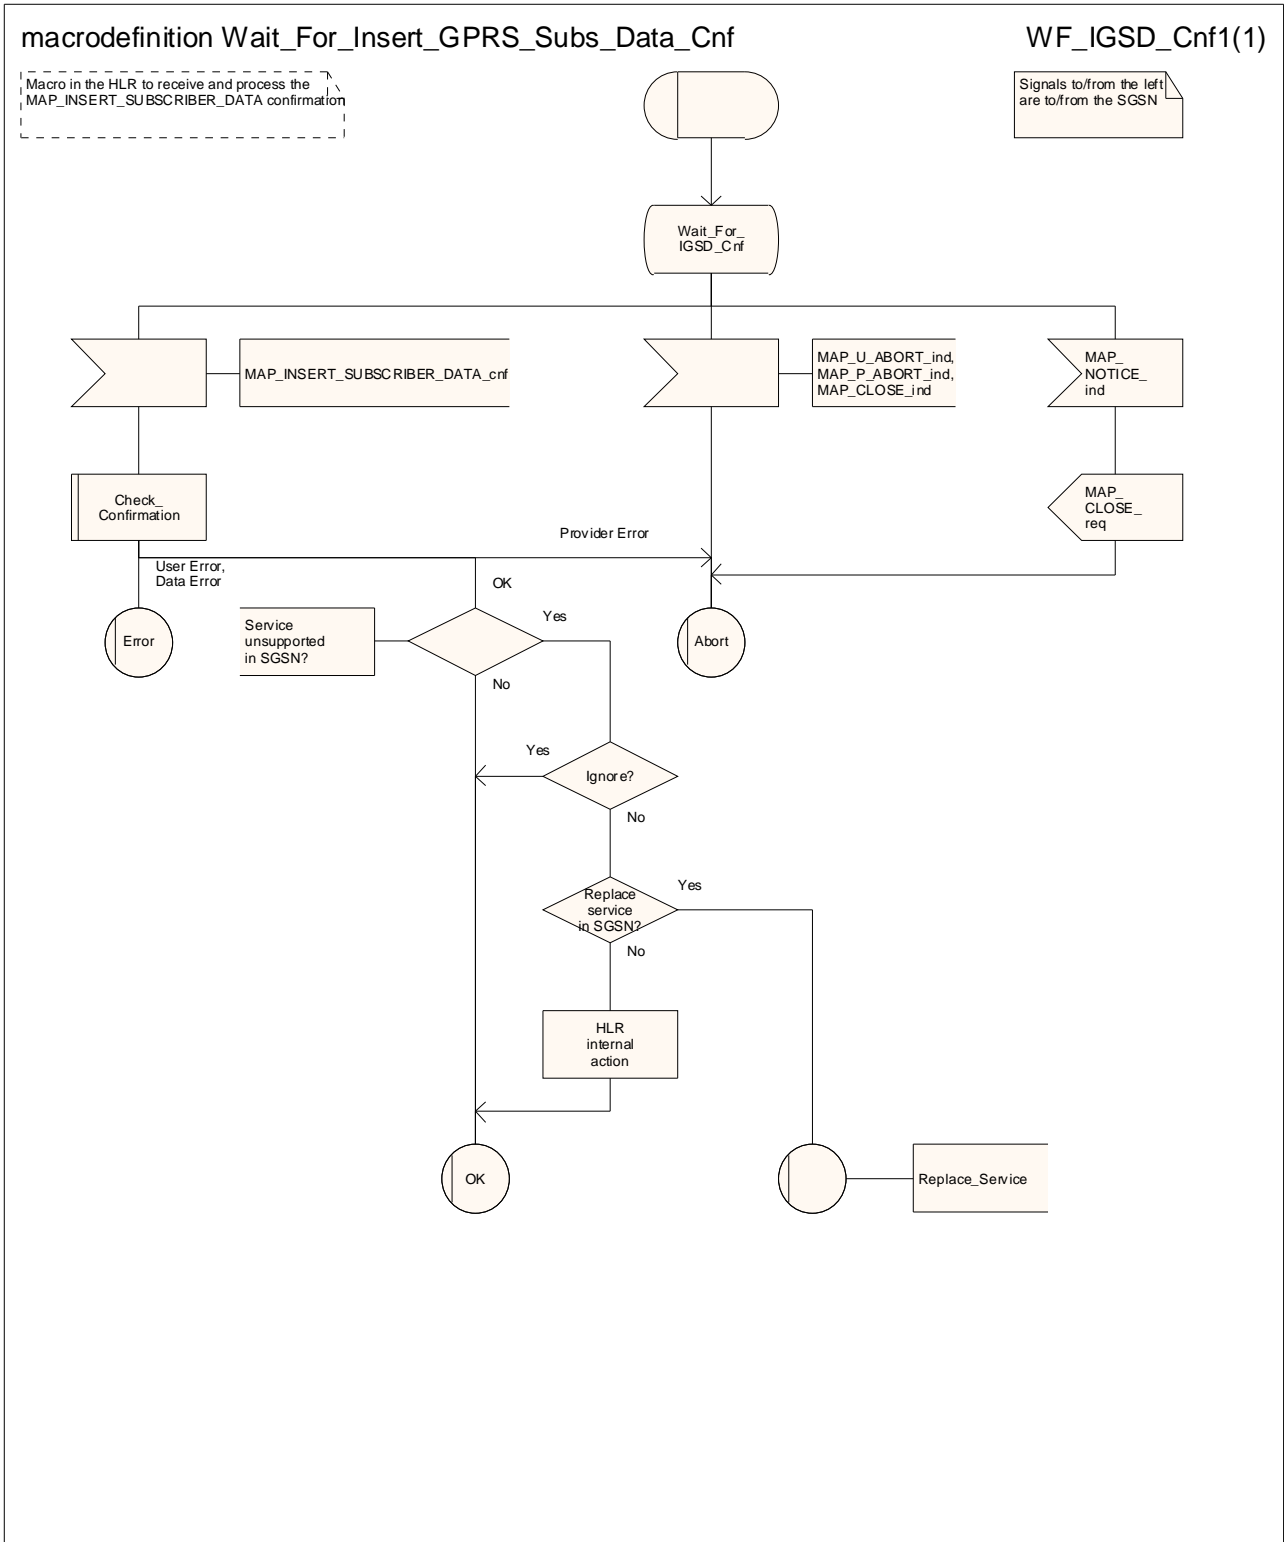 macrodefinition Wait_For_Insert_GPRS_Subs_Data_Cnf
WF_IGSD_Cnf1(1)
Macro in the HLR to receive and process the
MAP_INSERT_SUBSCRIBER_DATA confirmation
Signals to/from the left
are to/from the SGSN
Wait_For_
IGSD_Cnf
MAP_INSERT_SUBSCRIBER_DATA_cnf
MAP_U_ABORT_ind,
MAP_P_ABORT_ind,
MAP_CLOSE_ind
MAP_
NOTICE_
ind
Check_
Confirmation
MAP_
CLOSE_
req
Provider Error
User Error,
Data Error
OK
Error
Service
unsupported
in SGSN?
Yes
Abort
No
Yes
Ignore?
No
Replace
service
in SGSN?
Yes
No
HLR
internal
action
OK
Replace_Service